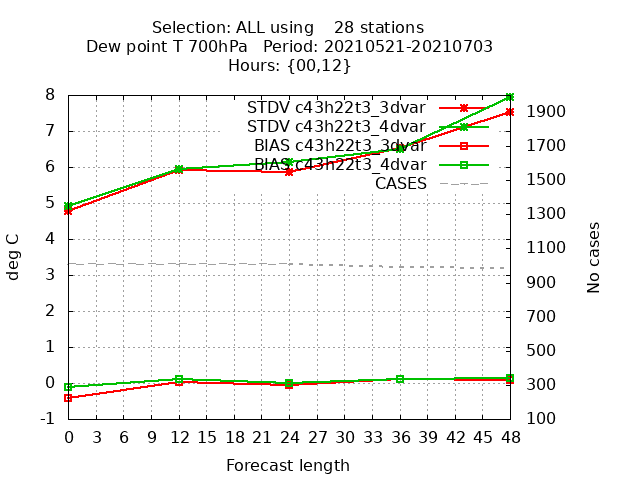 Selection: ALL using    28 stations
Dew point T 700hPa   Period: 20210521-20210703
Hours: {00,12}
STDV c43h22t3_3dvar
STDV c43h22t3_4dvar
BIAS c43h22t3_3dvar
BIAS c43h22t3_4dvar
CASES
8
7
6
5
4
3
2
1
0
-1
deg C
1900
1700
1500
1300
1100
900
700
500
300
100
No cases
0 3 6 9 12 15 18 21 24 27 30 33 36 39 42 45 48
Forecast length